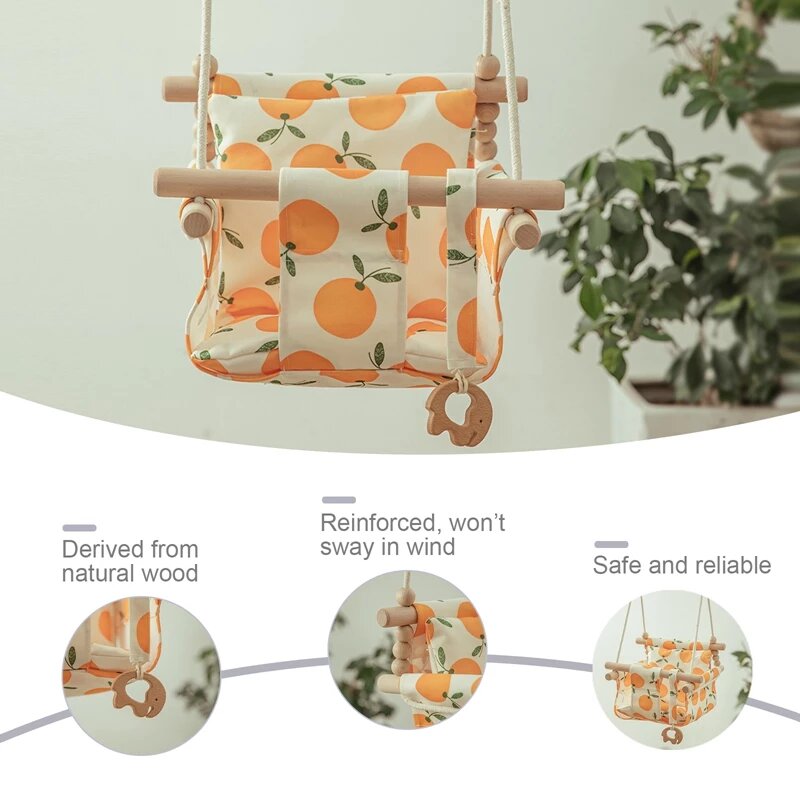 Derived from
natural wood
Reinforced, won’t
sway in wind
Safe and reliable